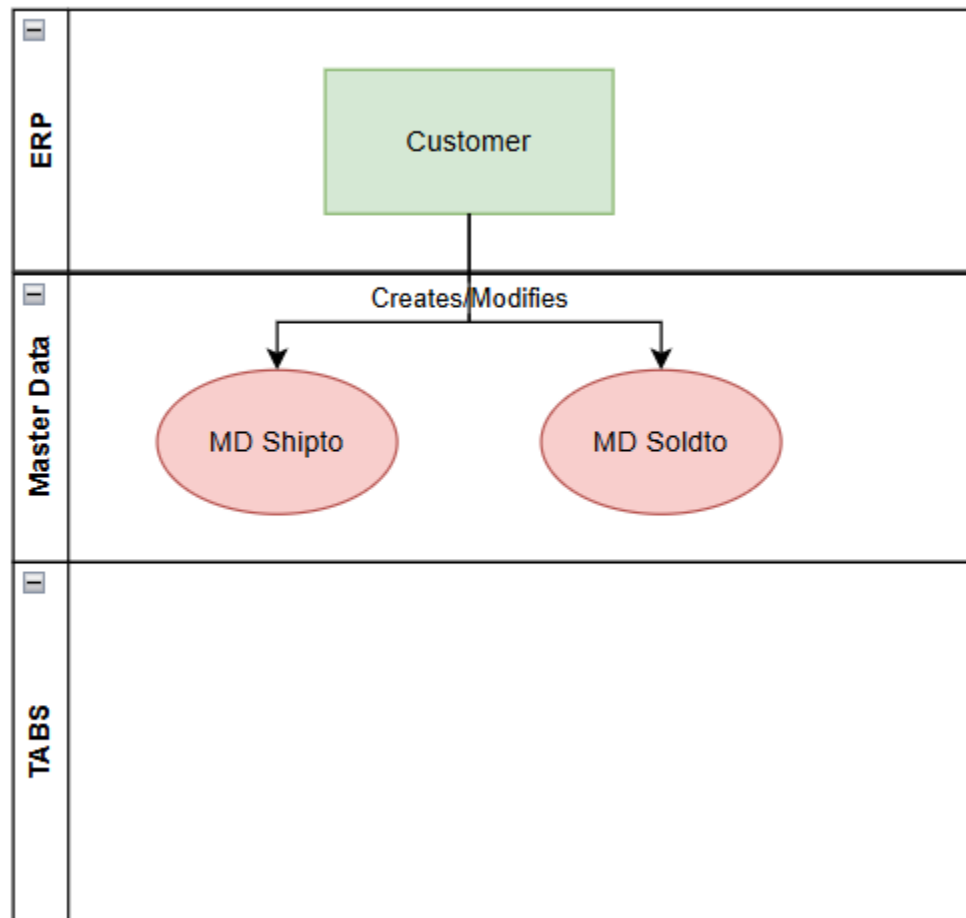 ERP
Customer
Master Data
Creates/Modifies
MD Shipto
MD Soldto
TABS